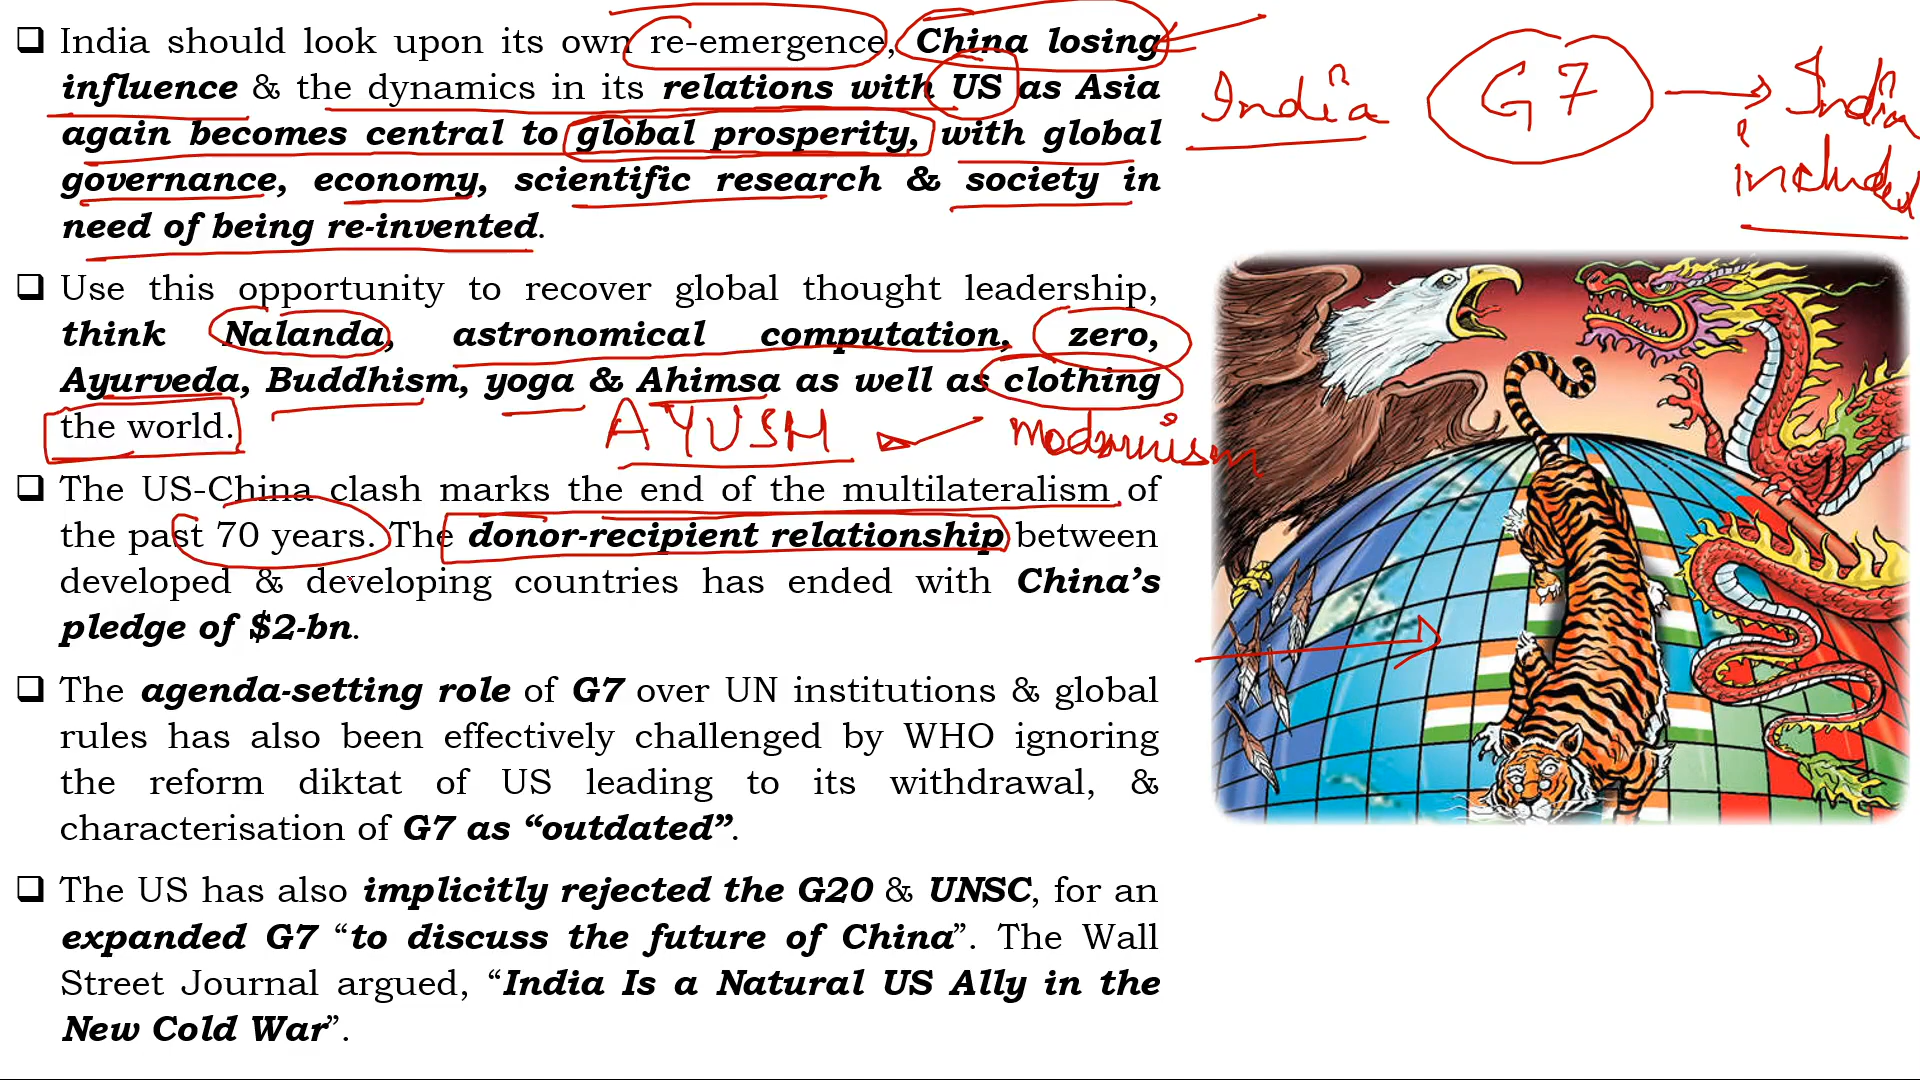 ❑ India should look upon its own re-emergence, China losing
influence & the dynamics in its relations with US as Asia
again becomes central to global prosperity, with global
governance, economy, scientific research & society in
need of being re-invented.
India
G7
India
included
❑ Use this opportunity to recover global thought leadership,
think Nalanda, astronomical computation, zero,
Ayurveda, Buddhism, yoga & Ahimsa as well as clothing
the world.
AYUSH
Modernism
❑ The US-China clash marks the end of the multilateralism of
the past 70 years. The donor-recipient relationship between
developed & developing countries has ended with China’s
pledge of $2-bn.
❑ The agenda-setting role of G7 over UN institutions & global
rules has also been effectively challenged by WHO ignoring
the reform diktat of US leading to its withdrawal, &
characterisation of G7 as “outdated”.
❑ The US has also implicitly rejected the G20 & UNSC, for an
expanded G7 “to discuss the future of China”. The Wall
Street Journal argued, “India Is a Natural US Ally in the
New Cold War”.